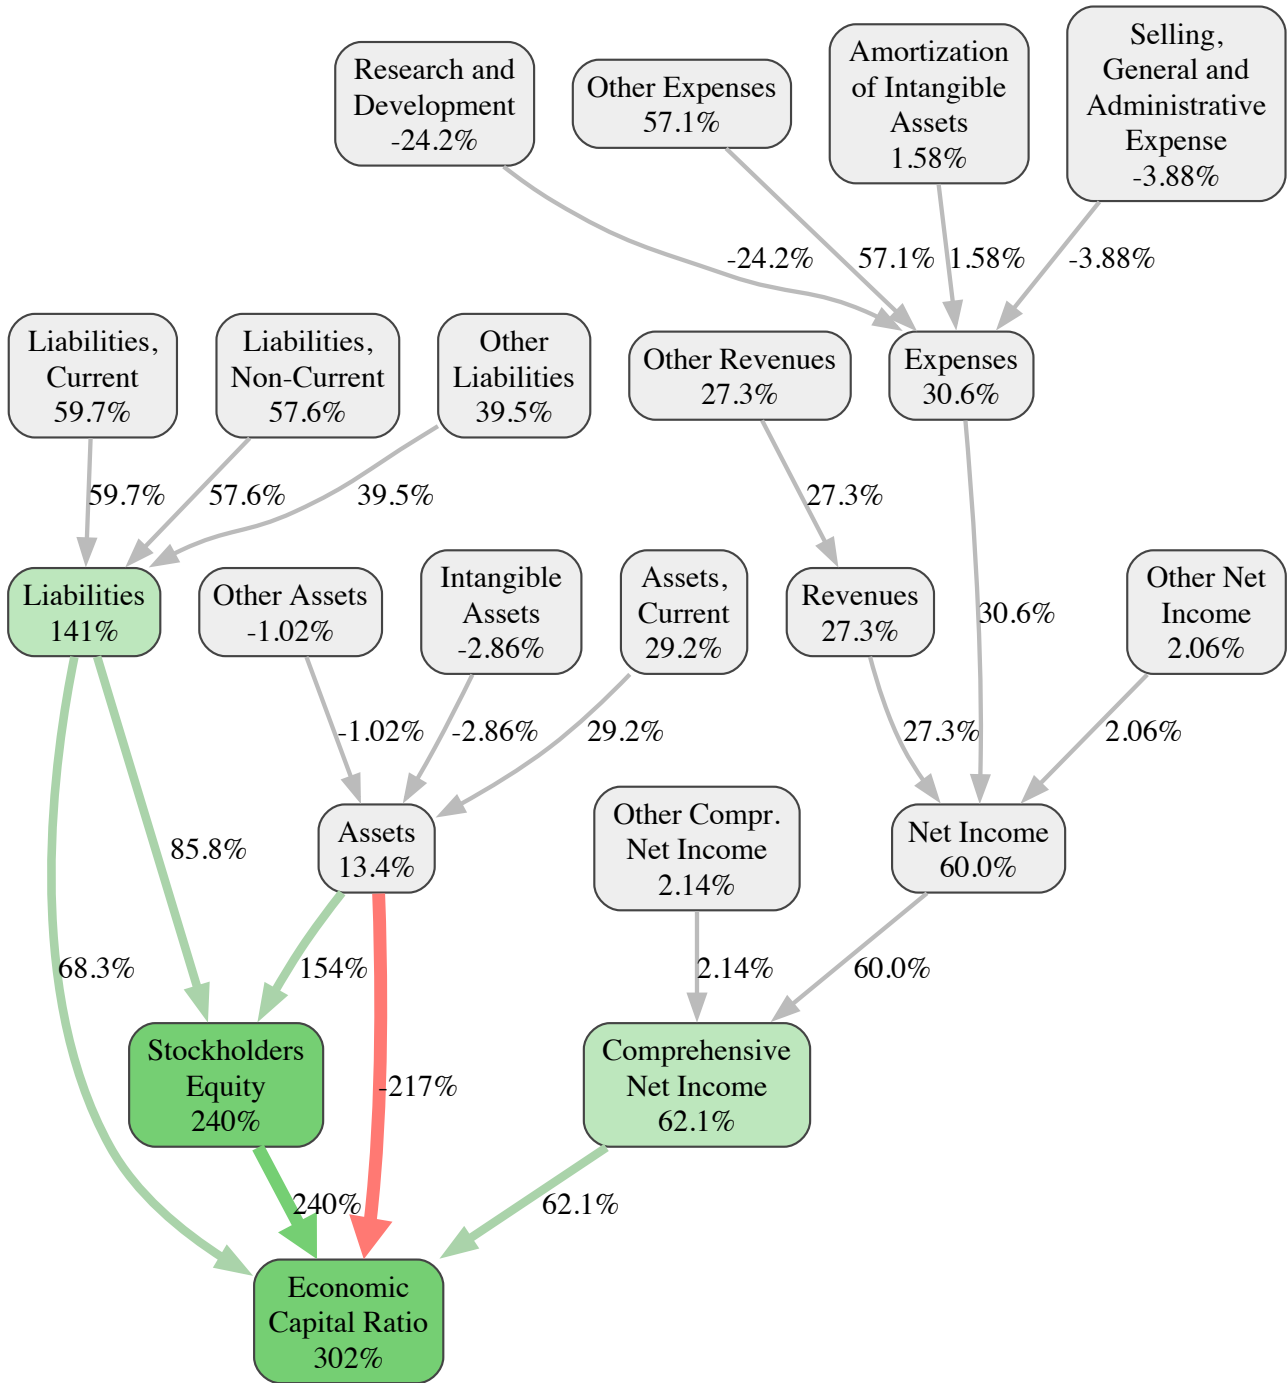 Research and
Development
-24.2%
Other Expenses
57.1%
Amortization
of Intangible
Assets
1.58%
Selling,
General and
Administrative
Expense
-3.88%
-24.2%
57.1%
1.58%
-3.88%
Liabilities,
Current
59.7%
Liabilities,
Non-Current
57.6%
Other
Liabilities
39.5%
Other Revenues
27.3%
Expenses
30.6%
59.7%
57.6%
39.5%
27.3%
Liabilities
141%
Other Assets
-1.02%
Intangible
Assets
-2.86%
Assets,
Current
29.2%
Revenues
27.3%
30.6%
Other Net
Income
2.06%
-1.02%
-2.86%
29.2%
27.3%
2.06%
85.8%
Assets
13.4%
Other Compr.
Net Income
2.14%
Net Income
60.0%
68.3%
154%
2.14%
60.0%
Stockholders
Equity
240%
-217%
Comprehensive
Net Income
62.1%
240%
62.1%
Economic
Capital Ratio
302%